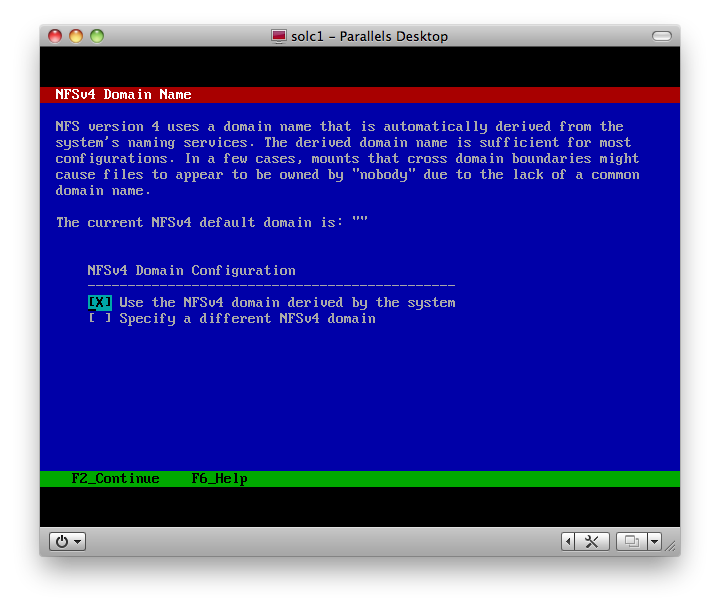 solc1 – Parallels Desktop
NFSv4 Domain Name
NFS version 4 uses a domain name that is automatically derived from the
system's naming services. The derived domain name is sufficient for most
configurations. In a few cases, mounts that cross domain boundaries might
cause files to appear to be owned by "nobody" due to the lack of a common
domain name.
The current NFSv4 default domain is: ""
NFSv4 Domain Configuration
----------------------------------------------
[X] Use the NFSv4 domain derived by the system
[ ] Specify a different NFSv4 domain
F2_Continue F6_Help